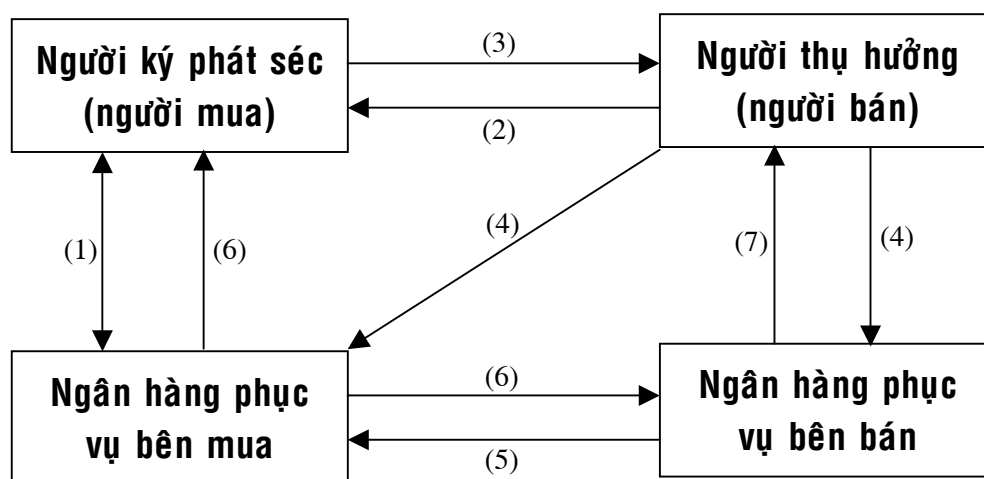 Người ký phát séc
(người mua)
(3)
(2)
Người thụ hưởng
(người bán)
(1)
(6)
(4)
(7)
(4)
Ngân hàng phục
vụ bên mua
(6)
(5)
Ngân hàng phục
vụ bên bán